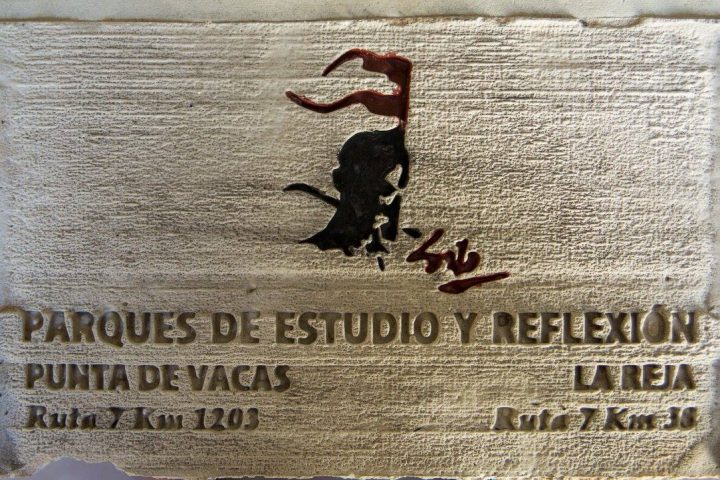 PARQUES DE ESTUDIO Y REFLEXIÓN
PUNTA DE VACAS LA REJA
Ruta 7 Km 1203 Ruta 7 Km 38